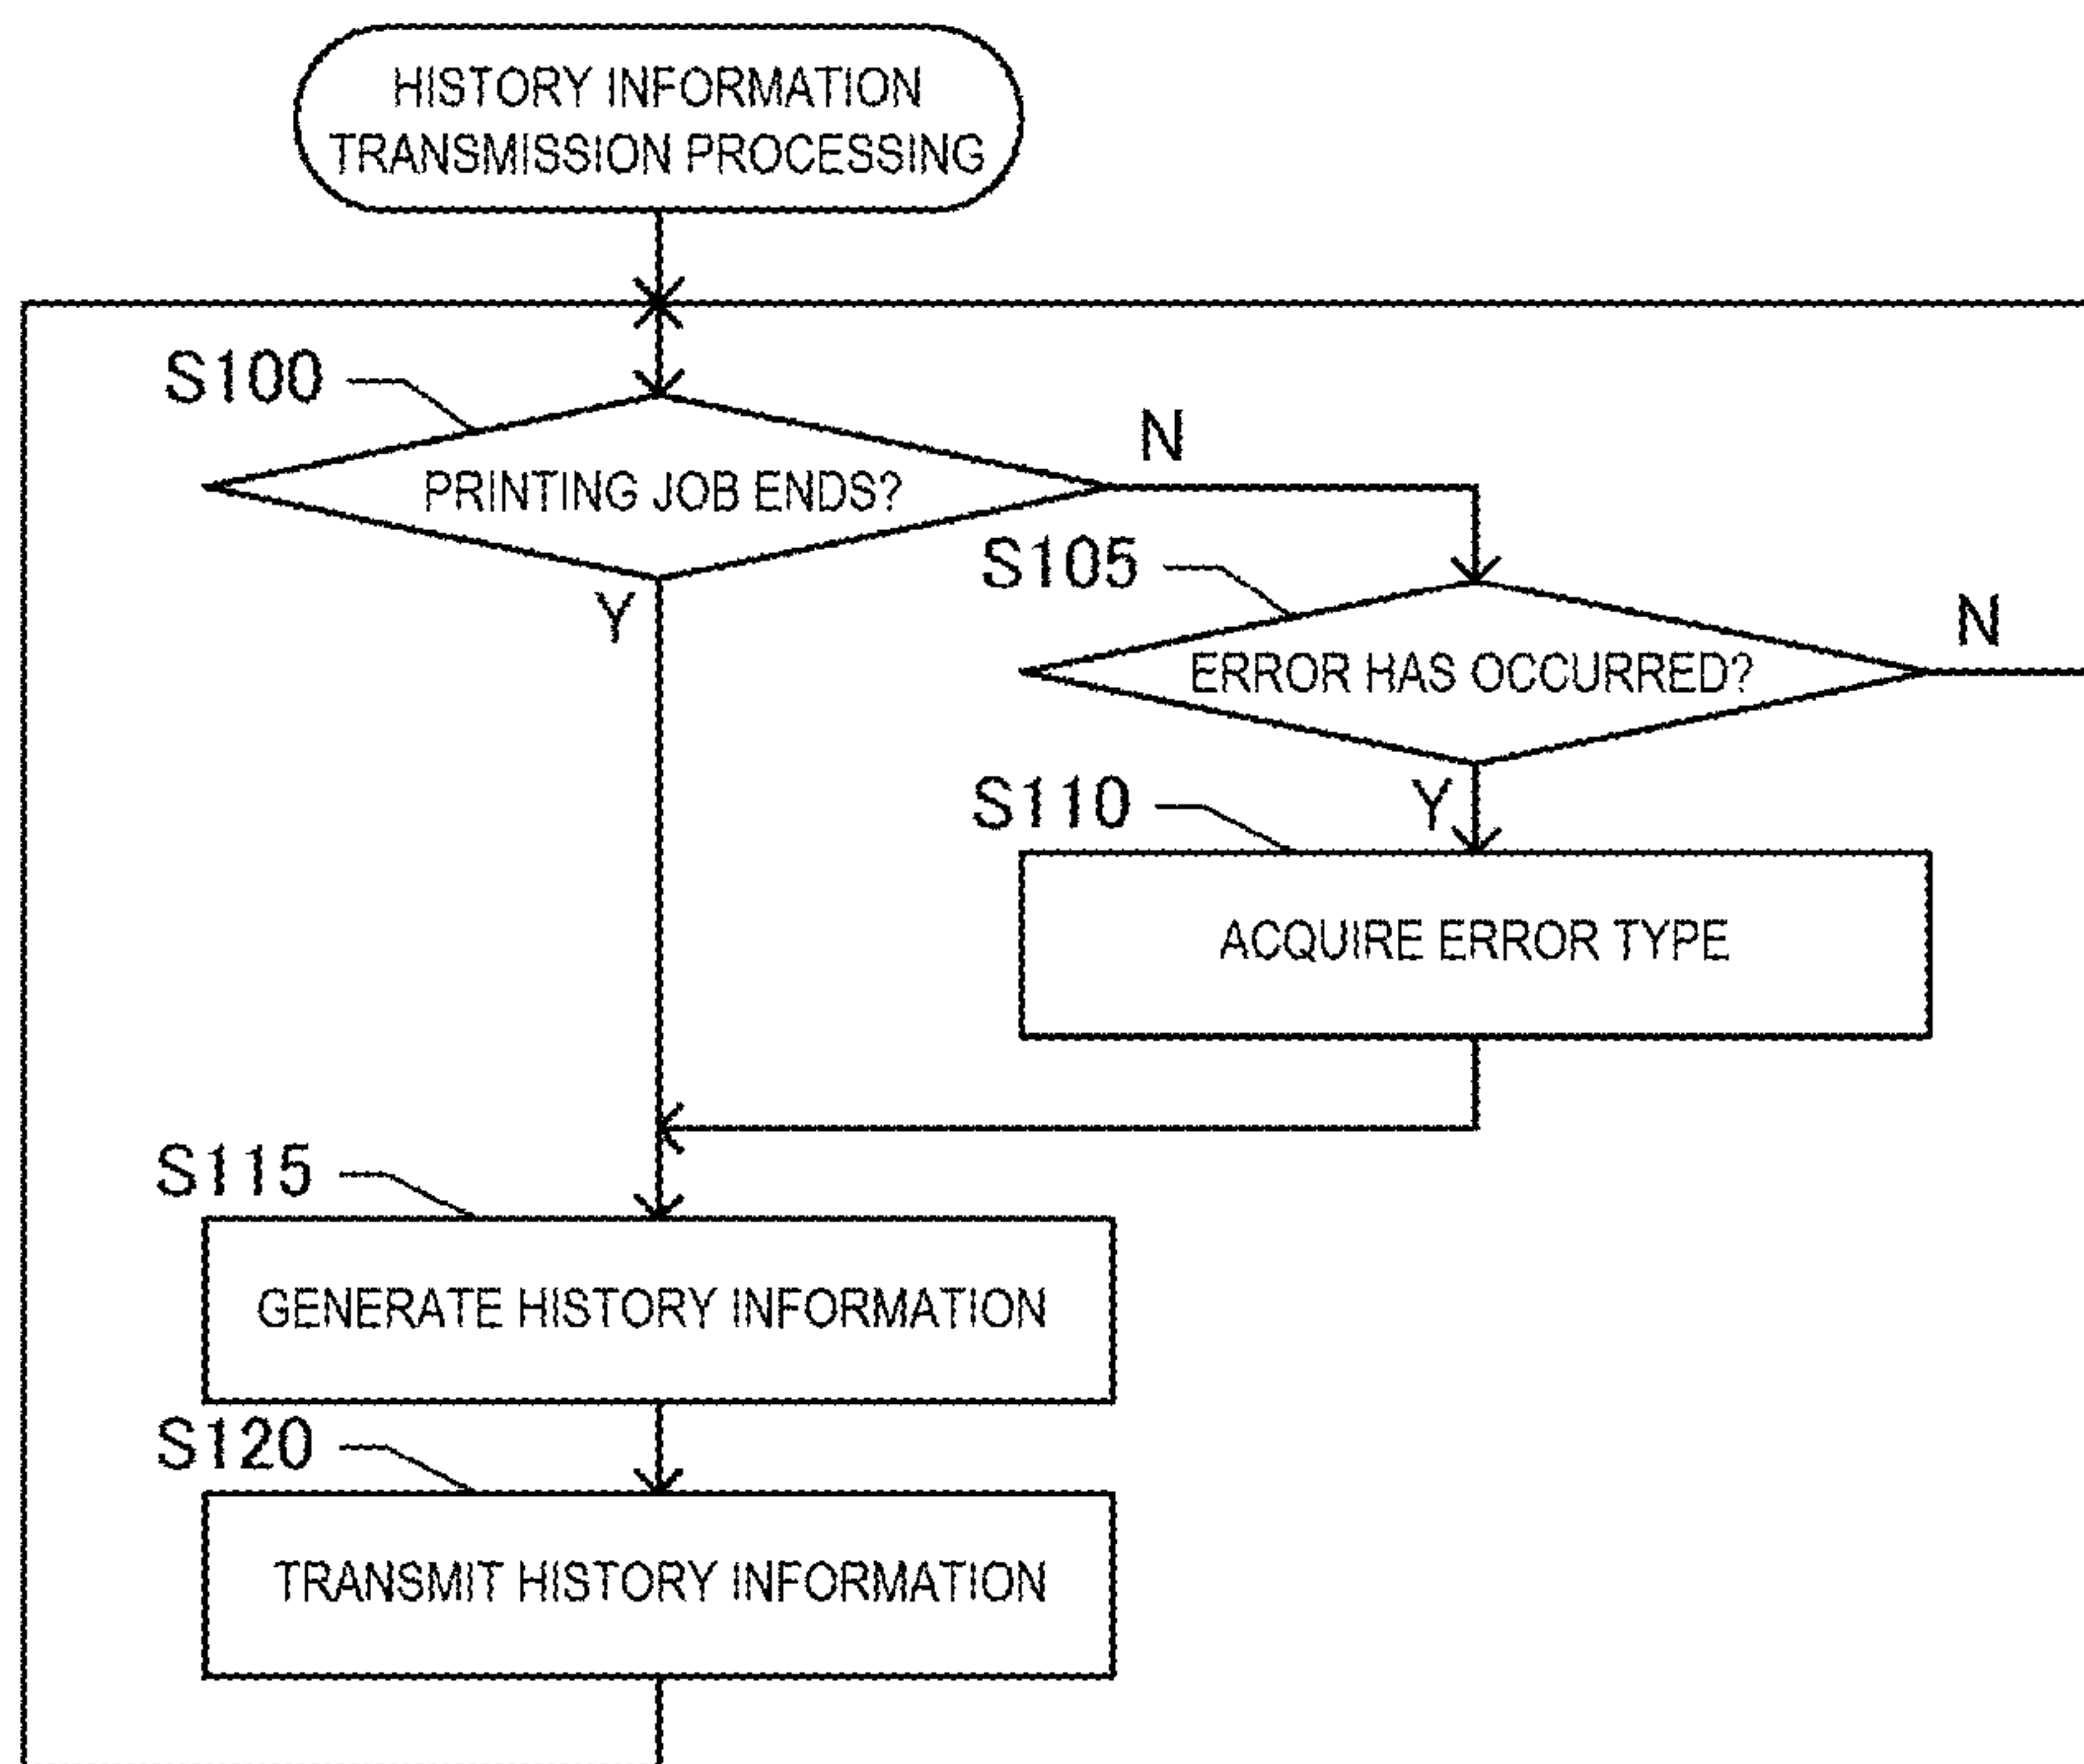 HISTORY INFORMATION
TRANSMISSION PROCESSING
S100
PRINTING JOB ENDS?
N
Y
S105
ERROR HAS OCCURRED?
N
Y
S110
ACQUIRE ERROR TYPE
S115
GENERATE HISTORY INFORMATION
S120
TRANSMIT HISTORY INFORMATION